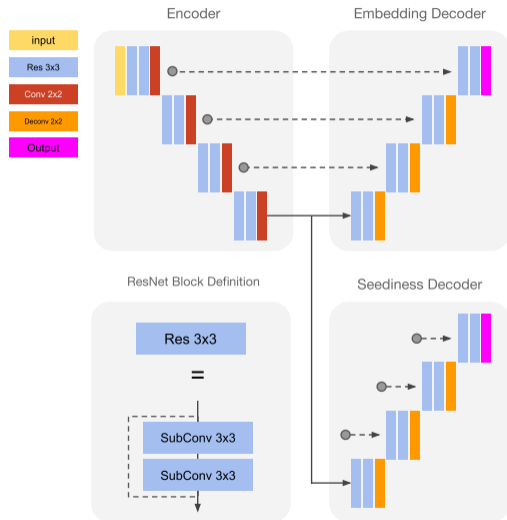 Encoder
Embedding Decoder
input
Res 3x3
Conv 2x2
Deconv 2x2
Output
ResNet Block Definition
Seediness Decoder
Res 3x3
=
SubConv 3x3
SubConv 3x3